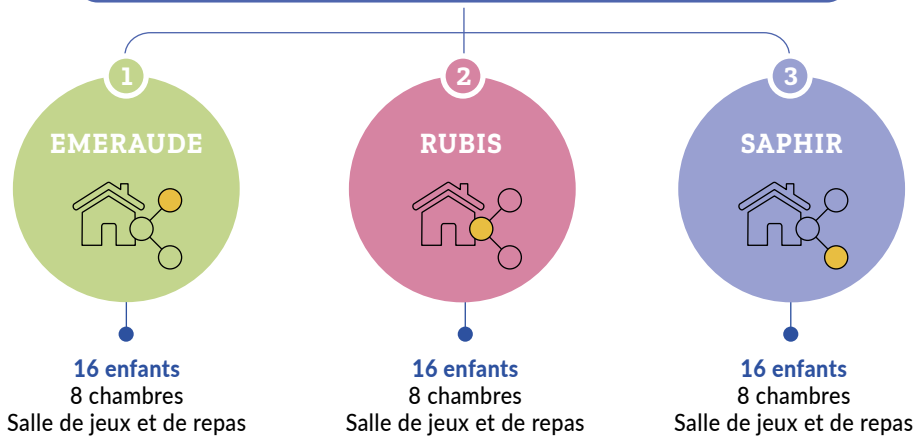 1
EMERAUDE
16 enfants
8 chambres
Salle de jeux et de repas
2
RUBIS
16 enfants
8 chambres
Salle de jeux et de repas
3
SAPHIR
16 enfants
8 chambres
Salle de jeux et de repas